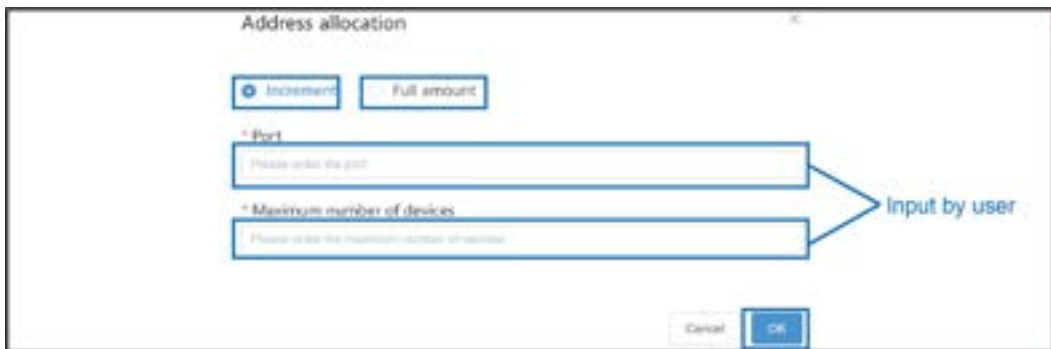 Address allocation
Increment
Full amount
* Port
Please enter the port
Input by user
* Maximum number of devices
Please enter the maximum number of devices
Cancel
OK